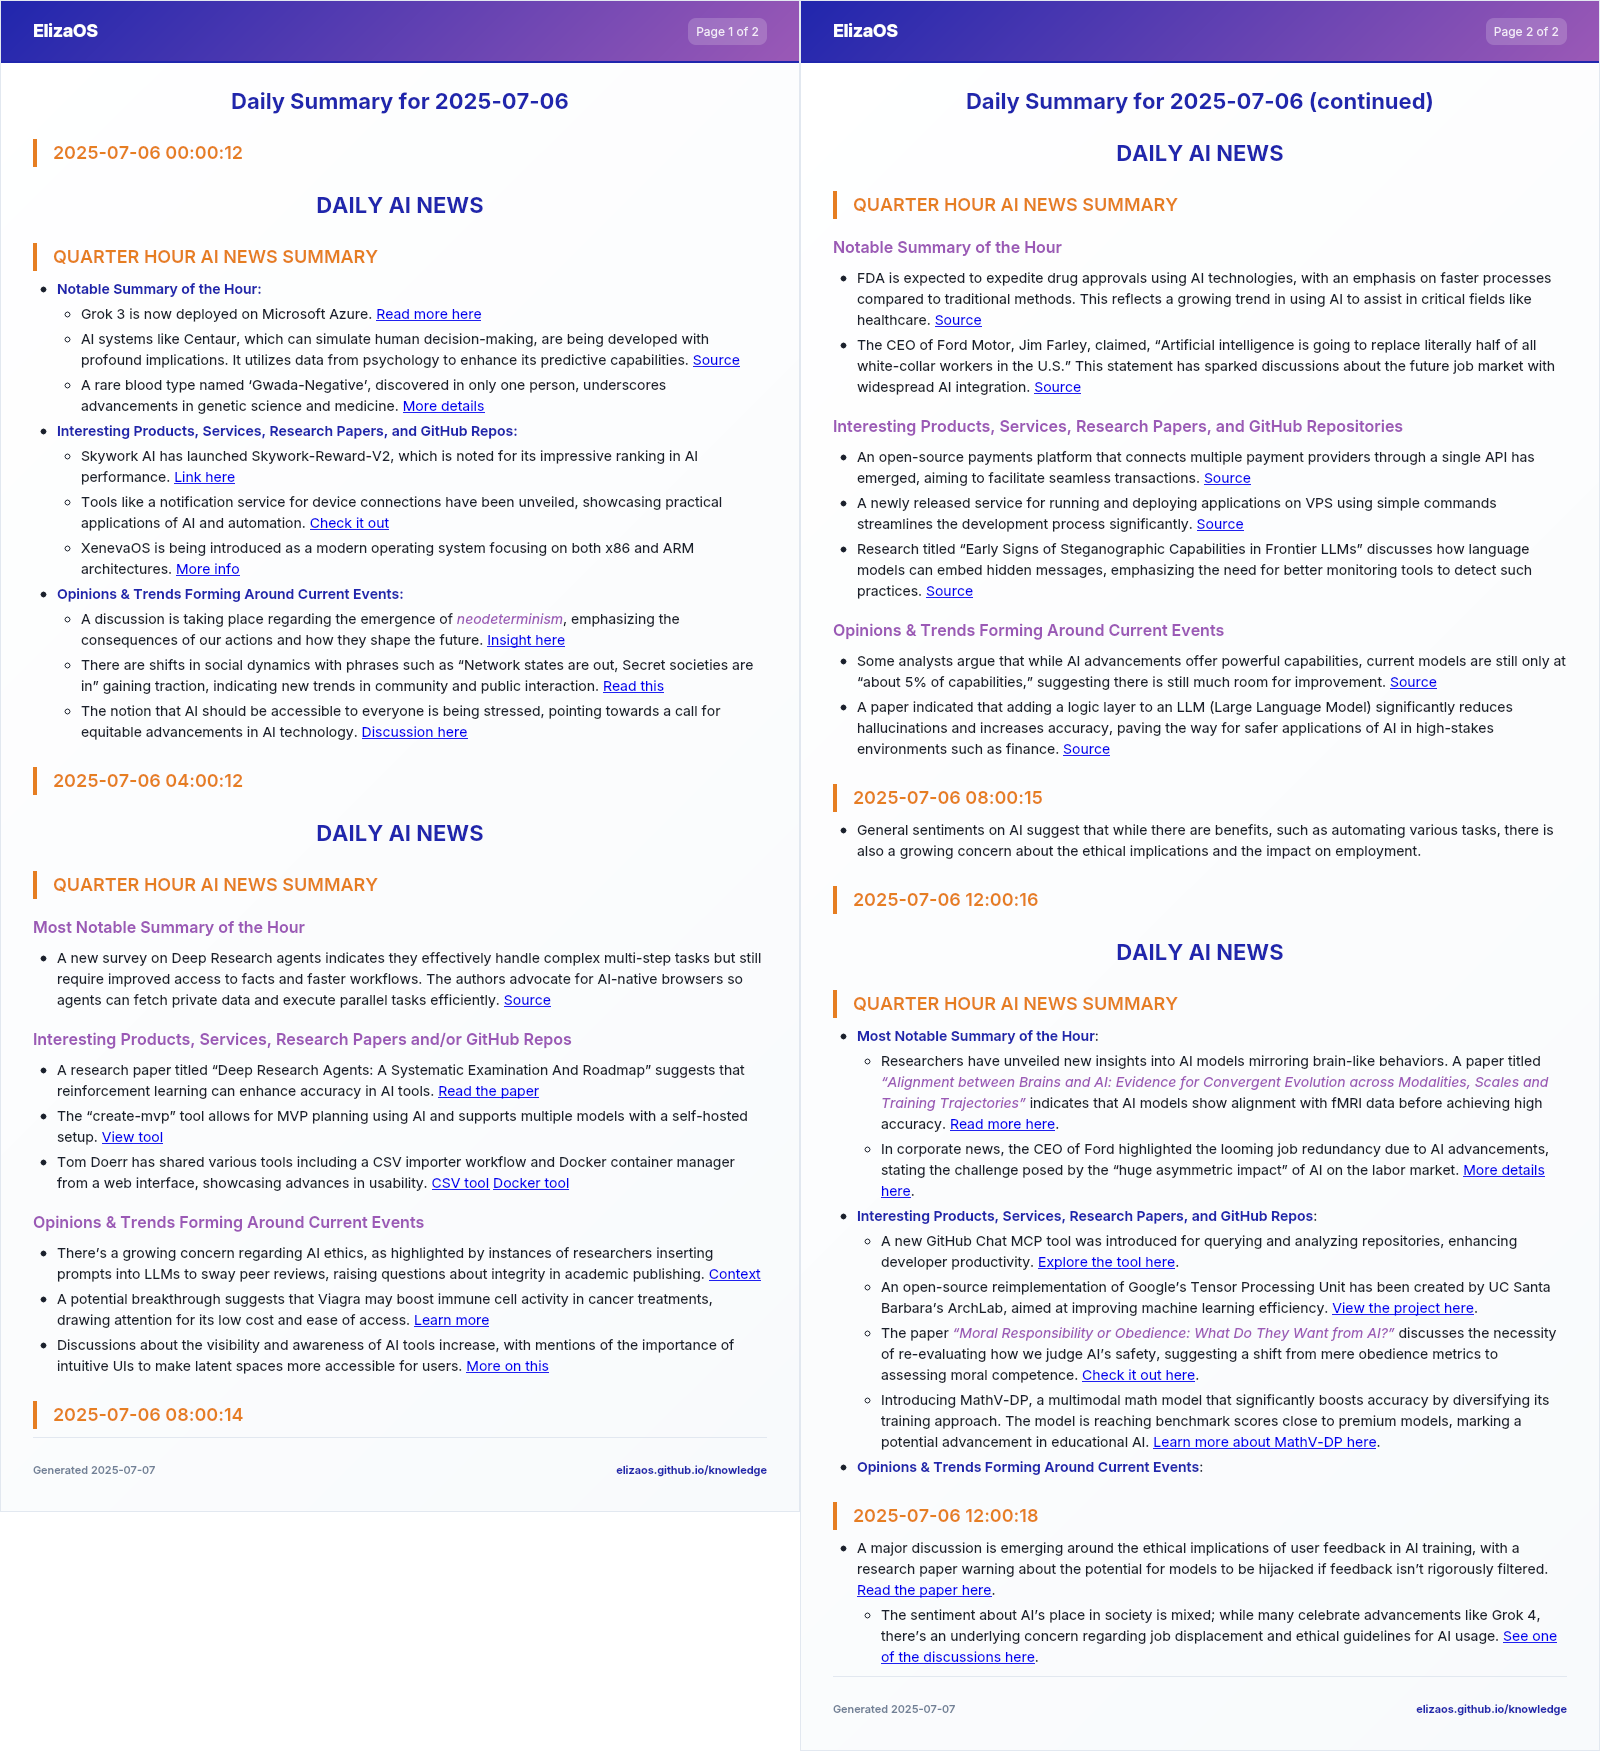 ElizaOS
Page 1 of 2
Daily Summary for 2025-07-06
2025-07-06 00:00:12
DAILY AI NEWS
QUARTER HOUR AI NEWS SUMMARY
• Notable Summary of the Hour:
◦ Grok 3 is now deployed on Microsoft Azure. Read more here
◦ AI systems like Centaur, which can simulate human decision-making, are being developed with
profound implications. It utilizes data from psychology to enhance its predictive capabilities. Source
◦ A rare blood type named ‘Gwada-Negative’, discovered in only one person, underscores
advancements in genetic science and medicine. More details
• Interesting Products, Services, Research Papers, and GitHub Repos:
◦ Skywork AI has launched Skywork-Reward-V2, which is noted for its impressive ranking in AI
performance. Link here
◦ Tools like a notification service for device connections have been unveiled, showcasing practical
applications of AI and automation. Check it out
◦ XenevaOS is being introduced as a modern operating system focusing on both x86 and ARM
architectures. More info
• Opinions & Trends Forming Around Current Events:
◦ A discussion is taking place regarding the emergence of neodeterminism, emphasizing the
consequences of our actions and how they shape the future. Insight here
◦ There are shifts in social dynamics with phrases such as “Network states are out, Secret societies are
in” gaining traction, indicating new trends in community and public interaction. Read this
◦ The notion that AI should be accessible to everyone is being stressed, pointing towards a call for
equitable advancements in AI technology. Discussion here
2025-07-06 04:00:12
DAILY AI NEWS
QUARTER HOUR AI NEWS SUMMARY
Most Notable Summary of the Hour
• A new survey on Deep Research agents indicates they effectively handle complex multi-step tasks but still
require improved access to facts and faster workflows. The authors advocate for AI-native browsers so
agents can fetch private data and execute parallel tasks efficiently. Source
Interesting Products, Services, Research Papers and/or GitHub Repos
• A research paper titled “Deep Research Agents: A Systematic Examination And Roadmap” suggests that
reinforcement learning can enhance accuracy in AI tools. Read the paper
• The “create-mvp” tool allows for MVP planning using AI and supports multiple models with a self-hosted
setup. View tool
• Tom Doerr has shared various tools including a CSV importer workflow and Docker container manager
from a web interface, showcasing advances in usability. CSV tool Docker tool
Opinions & Trends Forming Around Current Events
• There’s a growing concern regarding AI ethics, as highlighted by instances of researchers inserting
prompts into LLMs to sway peer reviews, raising questions about integrity in academic publishing. Context
• A potential breakthrough suggests that Viagra may boost immune cell activity in cancer treatments,
drawing attention for its low cost and ease of access. Learn more
• Discussions about the visibility and awareness of AI tools increase, with mentions of the importance of
intuitive UIs to make latent spaces more accessible for users. More on this
2025-07-06 08:00:14
Generated 2025-07-07
elizaos.github.io/knowledge
ElizaOS
Page 2 of 2
Daily Summary for 2025-07-06 (continued)
DAILY AI NEWS
QUARTER HOUR AI NEWS SUMMARY
Notable Summary of the Hour
• FDA is expected to expedite drug approvals using AI technologies, with an emphasis on faster processes
compared to traditional methods. This reflects a growing trend in using AI to assist in critical fields like
healthcare. Source
• The CEO of Ford Motor, Jim Farley, claimed, “Artificial intelligence is going to replace literally half of all
white-collar workers in the U.S.” This statement has sparked discussions about the future job market with
widespread AI integration. Source
Interesting Products, Services, Research Papers, and GitHub Repositories
• An open-source payments platform that connects multiple payment providers through a single API has
emerged, aiming to facilitate seamless transactions. Source
• A newly released service for running and deploying applications on VPS using simple commands
streamlines the development process significantly. Source
• Research titled “Early Signs of Steganographic Capabilities in Frontier LLMs” discusses how language
models can embed hidden messages, emphasizing the need for better monitoring tools to detect such
practices. Source
Opinions & Trends Forming Around Current Events
• Some analysts argue that while AI advancements offer powerful capabilities, current models are still only at
“about 5% of capabilities,” suggesting there is still much room for improvement. Source
• A paper indicated that adding a logic layer to an LLM (Large Language Model) significantly reduces
hallucinations and increases accuracy, paving the way for safer applications of AI in high-stakes
environments such as finance. Source
2025-07-06 08:00:15
• General sentiments on AI suggest that while there are benefits, such as automating various tasks, there is
also a growing concern about the ethical implications and the impact on employment.
2025-07-06 12:00:16
DAILY AI NEWS
QUARTER HOUR AI NEWS SUMMARY
• Most Notable Summary of the Hour:
◦ Researchers have unveiled new insights into AI models mirroring brain-like behaviors. A paper titled
“Alignment between Brains and AI: Evidence for Convergent Evolution across Modalities, Scales and
Training Trajectories” indicates that AI models show alignment with fMRI data before achieving high
accuracy. Read more here.
◦ In corporate news, the CEO of Ford highlighted the looming job redundancy due to AI advancements,
stating the challenge posed by the “huge asymmetric impact” of AI on the labor market. More details
here.
• Interesting Products, Services, Research Papers, and GitHub Repos:
◦ A new GitHub Chat MCP tool was introduced for querying and analyzing repositories, enhancing
developer productivity. Explore the tool here.
◦ An open-source reimplementation of Google’s Tensor Processing Unit has been created by UC Santa
Barbara’s ArchLab, aimed at improving machine learning efficiency. View the project here.
◦ The paper “Moral Responsibility or Obedience: What Do They Want from AI?” discusses the necessity
of re-evaluating how we judge AI’s safety, suggesting a shift from mere obedience metrics to
assessing moral competence. Check it out here.
◦ Introducing MathV-DP, a multimodal math model that significantly boosts accuracy by diversifying its
training approach. The model is reaching benchmark scores close to premium models, marking a
potential advancement in educational AI. Learn more about MathV-DP here.
• Opinions & Trends Forming Around Current Events:
2025-07-06 12:00:18
• A major discussion is emerging around the ethical implications of user feedback in AI training, with a
research paper warning about the potential for models to be hijacked if feedback isn’t rigorously filtered.
Read the paper here.
◦ The sentiment about AI’s place in society is mixed; while many celebrate advancements like Grok 4,
there’s an underlying concern regarding job displacement and ethical guidelines for AI usage. See one
of the discussions here.
Generated 2025-07-07
elizaos.github.io/knowledge